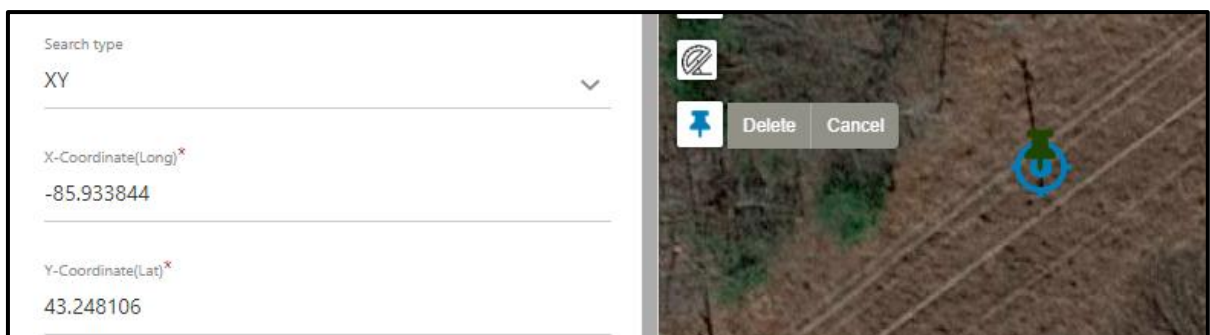 Search type
XY
X-Coordinate(Long)*
-85.933844
Y-Coordinate(Lat)*
43.248106
Delete Cancel